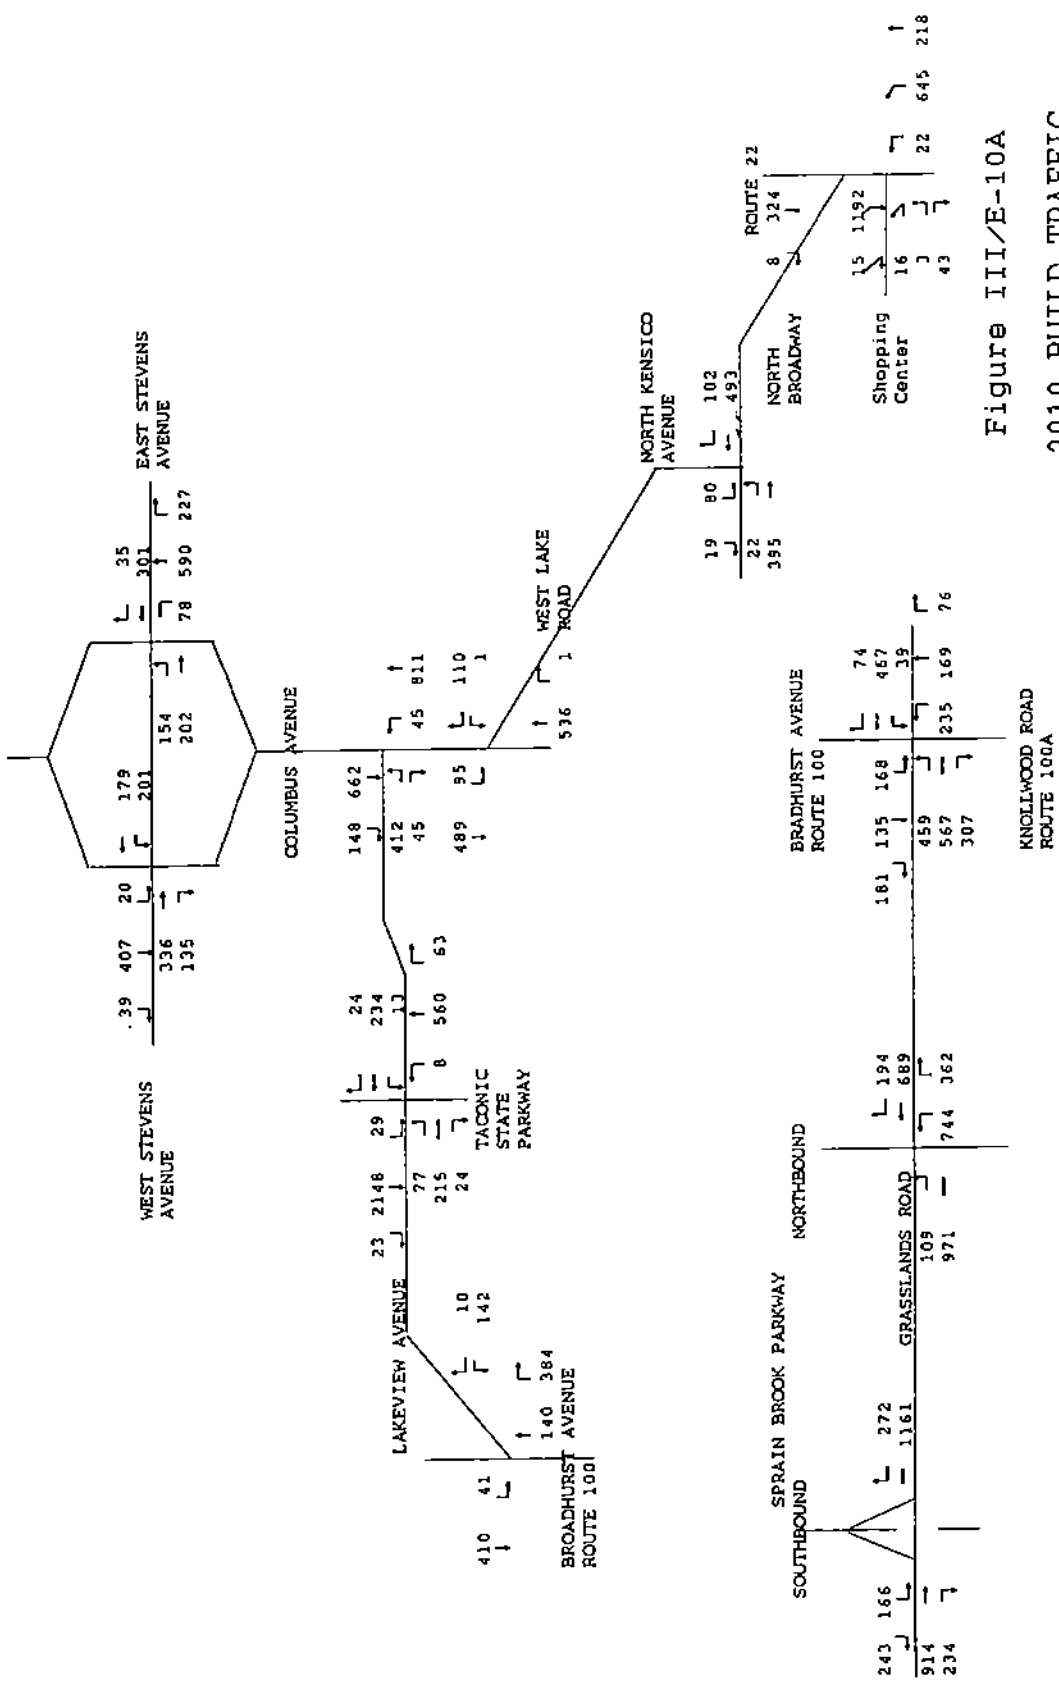 WEST STEVENS
AVENUE
.39
407
20
336
135
179
201
154
202
35
301
78
590
227
EAST STEVENS
AVENUE
COLUMBUS AVENUE
148
662
412
45
45
811
489
95
110
1
536
1
WEST LAKE
ROAD
LAKEVIEW AVENUE
23
2148
29
77
215
24
24
234
13
8
560
63
TACONIC
STATE
PARKWAY
410
41
10
142
140
384
BROADHURST AVENUE
ROUTE 100
NORTH KENSICO
AVENUE
19
80
22
395
102
493
NORTH
BROADWAY
ROUTE 22
8
324
15
1192
16
3
43
22
645
218
Shopping
Center
SPRAIN BROOK PARKWAY
SOUTHBOUND
NORTHBOUND
243
166
914
234
272
1161
GRASSLANDS ROAD
109
971
194
689
744
362
BRADHURST AVENUE
ROUTE 100
181
135
168
459
567
307
74
467
39
235
169
76
KNOLLWOOD ROAD
ROUTE 100A
Figure III/E-10A
2010 BUILD TRAFFIC